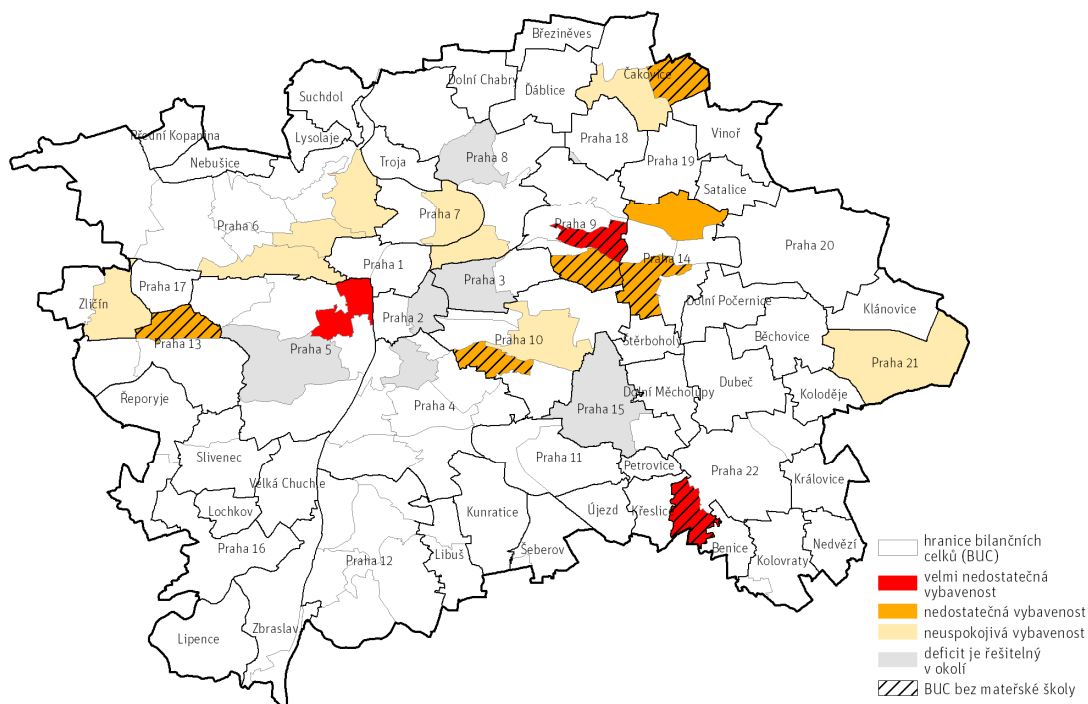 Březiněves
Čakovice
Dolní Chabry
Ďáblice
Suchdol
Přední Kopanina
Lysolaje
Praha 18
Vinoř
Nebušice
Troja
Praha 8
Praha 19
Satalice
Praha 6
Praha 7
Praha 9
Praha 20
Praha 14
Praha 1
Praha 3
Praha 17
Zličín
Dolní Počernice
Klánovice
Praha 2
Praha 10
Štěrboholy
Běchovice
Praha 13
Praha 5
Praha 21
Dubeč
Dolní Měcholupy
Koloděje
Řeporyje
Praha 4
Praha 15
Slivenec
Praha 11
Petrovice
Praha 22
Královice
Velká Chuchle
Lochkov
Kunratice
Újezd
Křeslice
Praha 16
Praha 12
Libuš
Šeberov
Benice
Nedvězí
Kolovraty
Lipence
Zbraslav
hranice bilančních
celků (BUC)
velmi nedostatečná
vybavenost
nedostatečná vybavenost
neuspokojivá vybavenost
deficit je řešitelný
v okolí
BUC bez mateřské školy